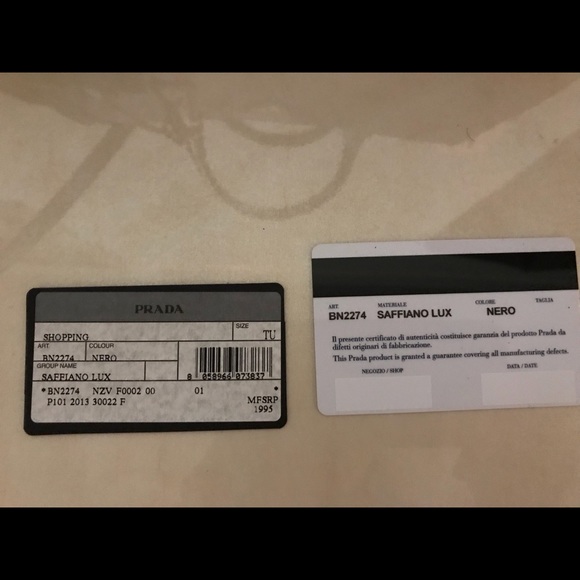 PRADA
SIZE
SHOPPING TU
ART. COLOUR
BN2274 NERO
GROUP NAME
SAFFIANO LUX 8 058966 073837
*BN2274 NZV F0002 00 01 *
P101 2013 30022 F MFSRP
1995
ART. MATERIALE COLORE TAGLIA
BN2274 SAFFIANO LUX NERO
Il presente certificato di autenticità costituisce garanzia del prodotto Prada da
difetti originari di fabbricazione.
This Prada product is granted a guarantee covering all manufacturing defects.
NEGOZIO / SHOP DATA / DATE